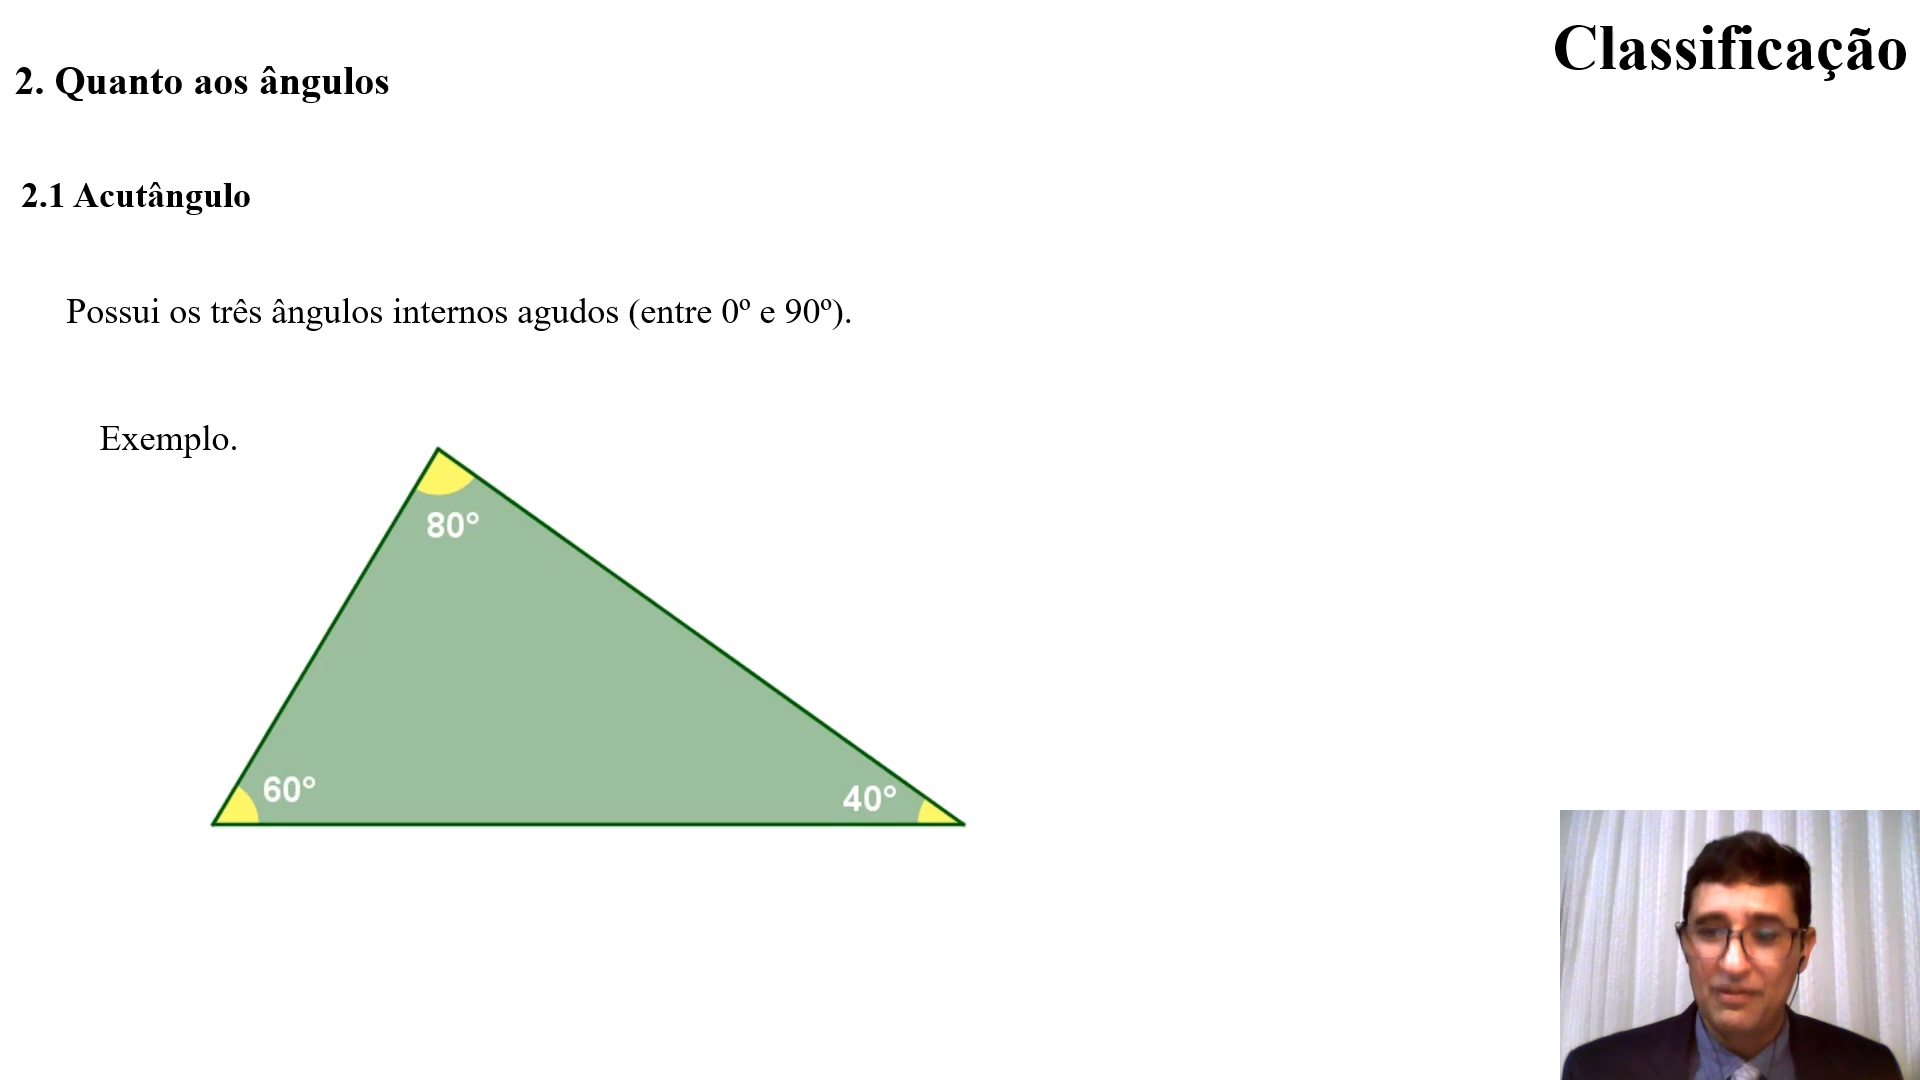 Classificação
2. Quanto aos ângulos
2.1 Acutângulo
Possui os três ângulos internos agudos (entre 0º e 90º).
Exemplo.
80°
60°
40°